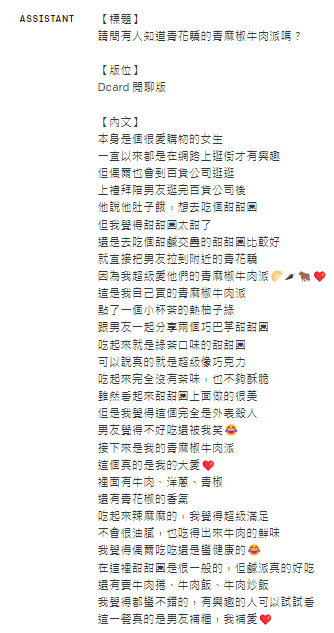 ASSISTANT
【標題】
請問有人知道青花驕的青麻椒牛肉派嗎？
【版位】
Dcard 閒聊版
【內文】
本身是個很愛購物的女生
一直以來都是在網路上逛街才有興趣
但偶爾也會到百貨公司逛逛
上禮拜陪男友逛完百貨公司後
他說他肚子餓，想去吃個甜甜圈
但我覺得甜甜圈太甜了
還是去吃個甜鹹交疊的甜甜圈比較好
就直接把男友拉到附近的青花驕
因為我超級愛他們的青麻椒牛肉派🥟🌶🐂❤️
這是我自己買的青麻椒牛肉派
點了一個小杯茶的熱柚子綠
跟男友一起分享兩個巧巴芋甜甜圈
吃起來就是綠茶口味的甜甜圈
可以說真的就是超級像巧克力
吃起來完全沒有茶味，也不夠酥脆
雖然看起來甜甜圈上面做的很美
但是我覺得這個完全是外表殺人
男友覺得不好吃還被我笑😂
接下來是我的青麻椒牛肉派
這個真的是我的大愛❤️
裡面有牛肉、洋蔥、青椒
還有青花椒的香氣
吃起來辣麻麻的，我覺得超級滿足
不會很油膩，也吃得出來牛肉的鮮味
我覺得偶爾吃吃還是蠻健康的😂
在這裡甜甜圈是很一般的，但鹹派真的好吃
還有賣牛肉捲、牛肉飯、牛肉炒飯
我覺得都蠻不錯的，有興趣的人可以試試看
這一餐真的是男友補種，我補愛❤️